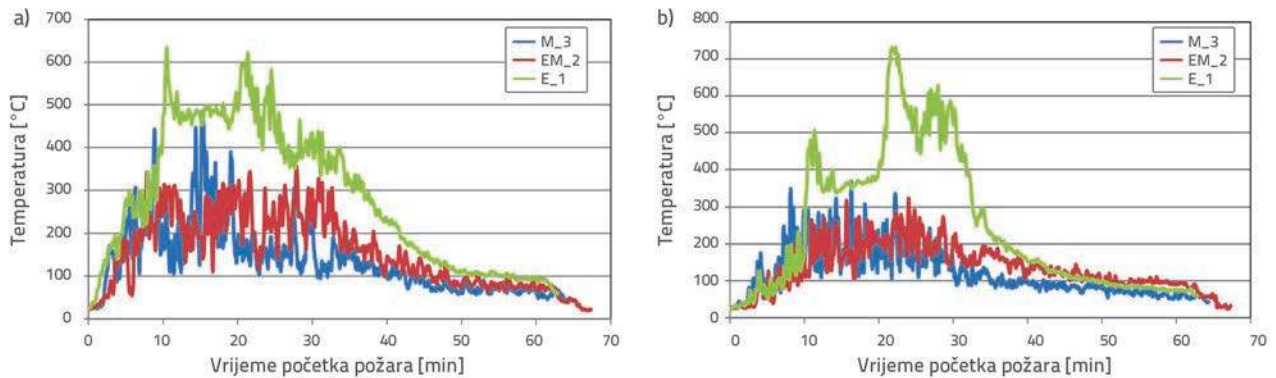 a)
Temperatura [°C]
700
600
500
400
300
200
100
0
0 10 20 30 40 50 60 70
Vrijeme početka požara [min]
M_3
EM_2
E_1
b)
Temperatura [°C]
800
700
600
500
400
300
200
100
0
0 10 20 30 40 50 60 70
Vrijeme početka požara [min]
M_3
EM_2
E_1